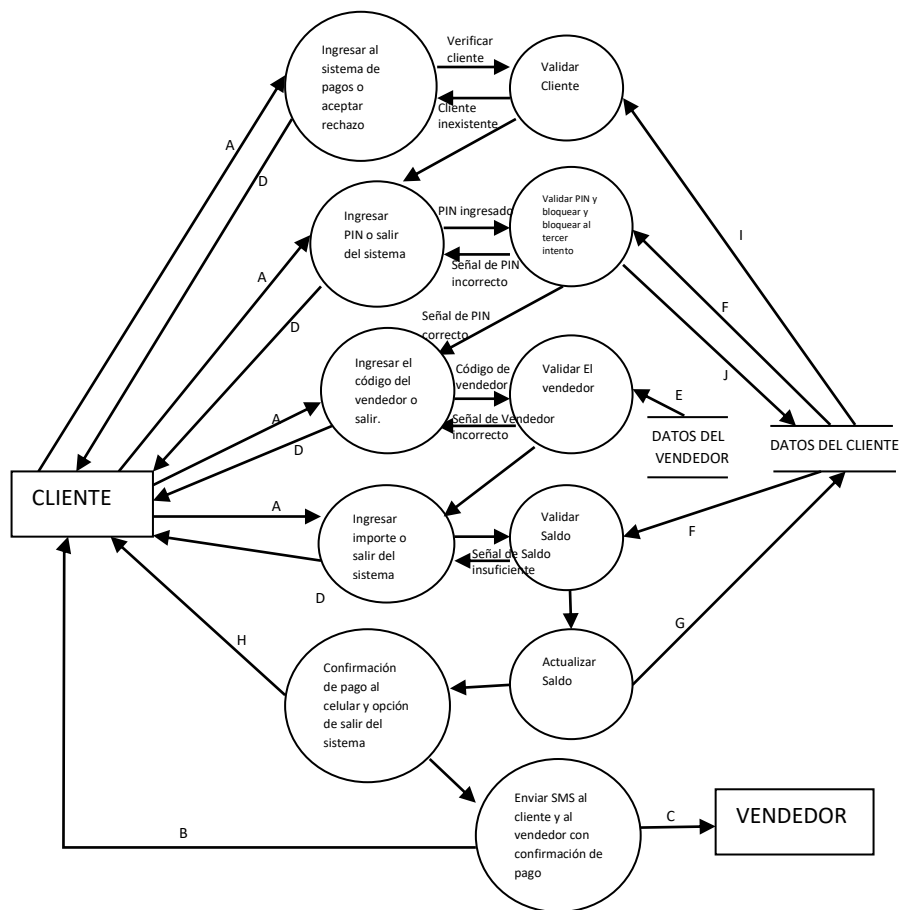 Ingresar al
sistema de
pagos o
aceptar
rechazo
Verificar
cliente
Validar
Cliente
Cliente
inexistente
A
D
Ingresar
PIN o salir
del sistema
PIN ingresado
Validar PIN y
bloquear y
bloquear al
tercer
intento
Señal de PIN
incorrecto
I
A
F
D
Señal de PIN
correcto
J
Ingresar el
código del
vendedor o
salir.
Código de
vendedor
Validar El
vendedor
E
Señal de Vendedor
incorrecto
A
D
DATOS DEL
VENDEDOR
DATOS DEL CLIENTE
CLIENTE
A
Ingresar
importe o
salir del
sistema
Validar
Saldo
Señal de Saldo
insuficiente
F
D
G
H
Confirmación
de pago al
celular y opción
de salir del
sistema
Actualizar
Saldo
Enviar SMS al
cliente y al
vendedor con
confirmación de
pago
C
VENDEDOR
B